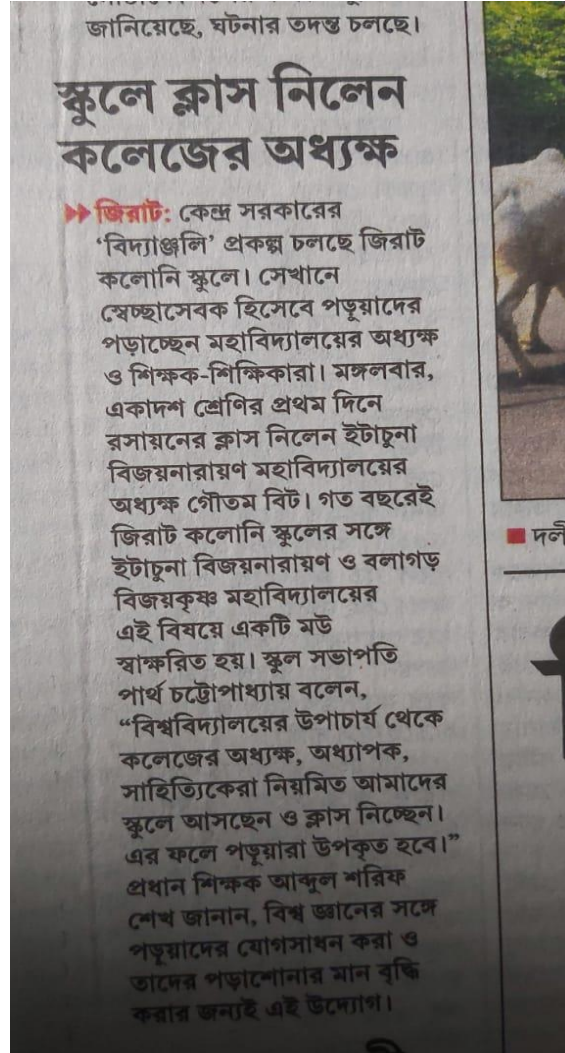 জানিয়েছে, ঘটনার তদন্ত চলছে।
স্কুলে ক্লাস নিলেন
কলেজের অধ্যক্ষ
জিরাট: কেন্দ্র সরকারের
‘বিদ্যাঞ্জলি’ প্রকল্প চলছে জিরাট
কলোনি স্কুলে। সেখানে
স্বেচ্ছাসেবক হিসেবে পড়ুয়াদের
পড়াচ্ছেন মহাবিদ্যালয়ের অধ্যক্ষ
ও শিক্ষক-শিক্ষিকারা। মঙ্গলবার,
একাদশ শ্রেণির প্রথম দিনে
রসায়নের ক্লাস নিলেন ইটাচুনা
বিজয়নারায়ণ মহাবিদ্যালয়ের
অধ্যক্ষ গৌতম বিট। গত বছরেই
জিরাট কলোনি স্কুলের সঙ্গে
ইটাচুনা বিজয়নারায়ণ ও বলাগড়
বিজয়কৃষ্ণ মহাবিদ্যালয়ের
এই বিষয়ে একটি মউ
স্বাক্ষরিত হয়। স্কুল সভাপতি
পার্থ চট্টোপাধ্যায় বলেন,
“বিশ্ববিদ্যালয়ের উপাচার্য থেকে
কলেজের অধ্যক্ষ, অধ্যাপক,
সাহিত্যিকেরা নিয়মিত আমাদের
স্কুলে আসছেন ও ক্লাস নিচ্ছেন।
এর ফলে পড়ুয়ারা উপকৃত হবে।”
প্রধান শিক্ষক আব্দুল শরিফ
শেখ জানান, বিশ্ব জ্ঞানের সঙ্গে
পড়ুয়াদের যোগসাধন করা ও
তাদের পড়াশোনার মান বৃদ্ধি
করার জন্যই এই উদ্যোগ।